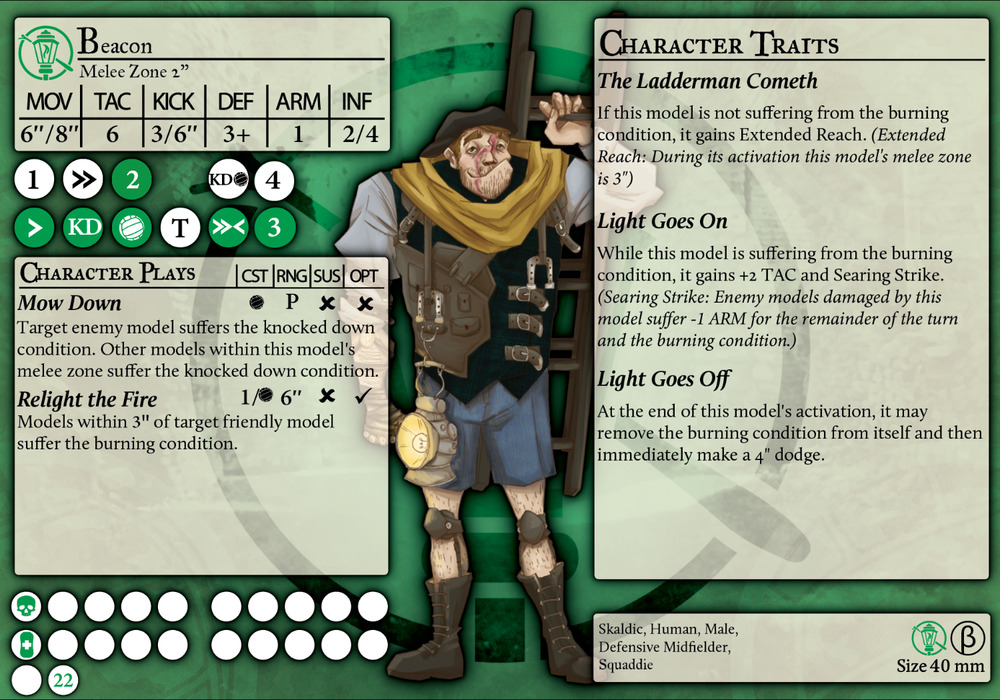 Beacon
Melee Zone 2”
MOV TAC KICK DEF ARM INF
6"/8" 6 3/6" 3+ 1 2/4
1 >> 2 KD 4
> KD T >>< 3
Character Plays CST RNG SUS OPT
Mow Down P ✘ ✘
Target enemy model suffers the knocked down
condition. Other models within this model's
melee zone suffer the knocked down condition.
Relight the Fire 1/ 6" ✘ ✓
Models within 3" of target friendly model
suffer the burning condition.
22
Character Traits
The Ladderman Cometh
If this model is not suffering from the burning
condition, it gains Extended Reach. (Extended
Reach: During its activation this model's melee zone
is 3")
Light Goes On
While this model is suffering from the burning
condition, it gains +2 TAC and Searing Strike.
(Searing Strike: Enemy models damaged by this
model suffer -1 ARM for the remainder of the turn
and the burning condition.)
Light Goes Off
At the end of this model's activation, it may
remove the burning condition from itself and then
immediately make a 4" dodge.
Skaldic, Human, Male,
Defensive Midfielder,
Squaddie
β
Size 40 mm